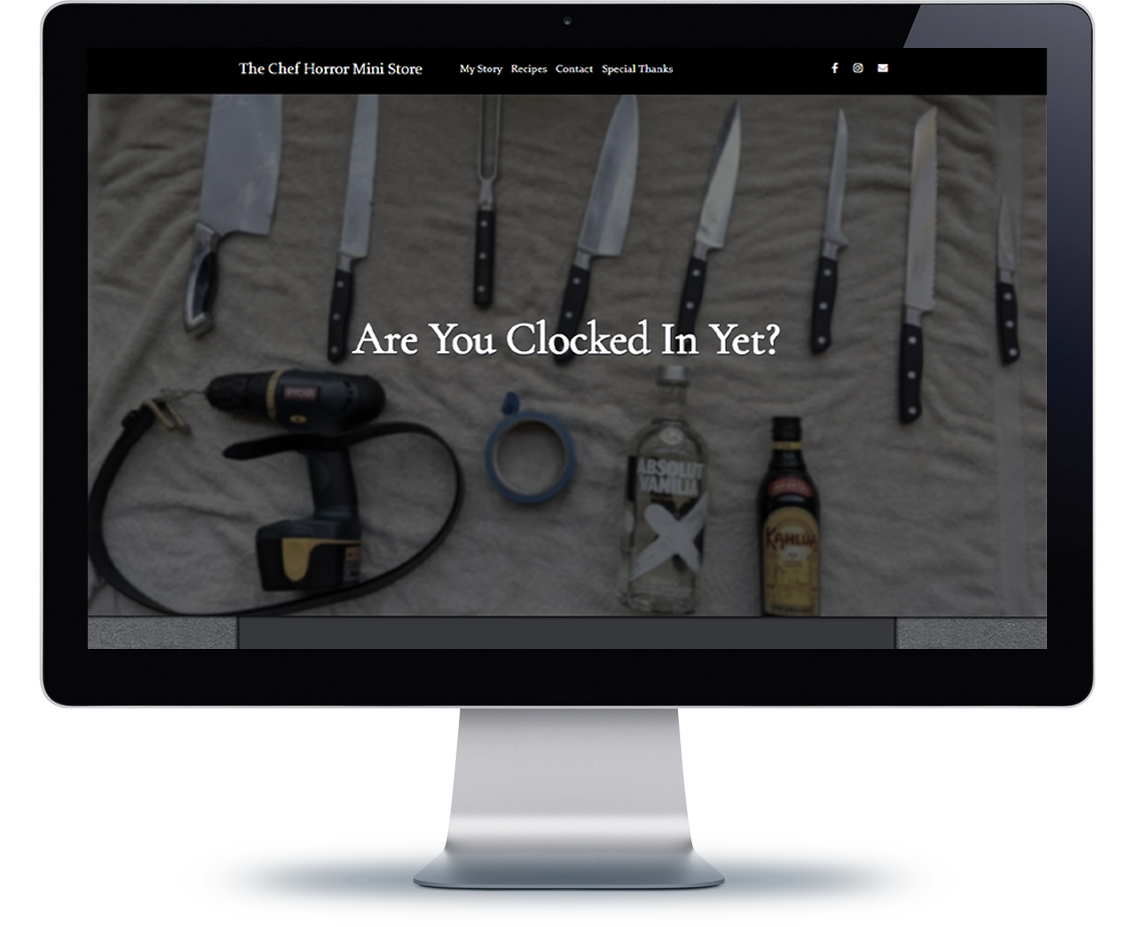 The Chef Horror Mini Store
My Story Recipes Contact Special Thanks
Are You Clocked In Yet?
RYOBI
ABSOLUT
VANILIA
KAHLUA